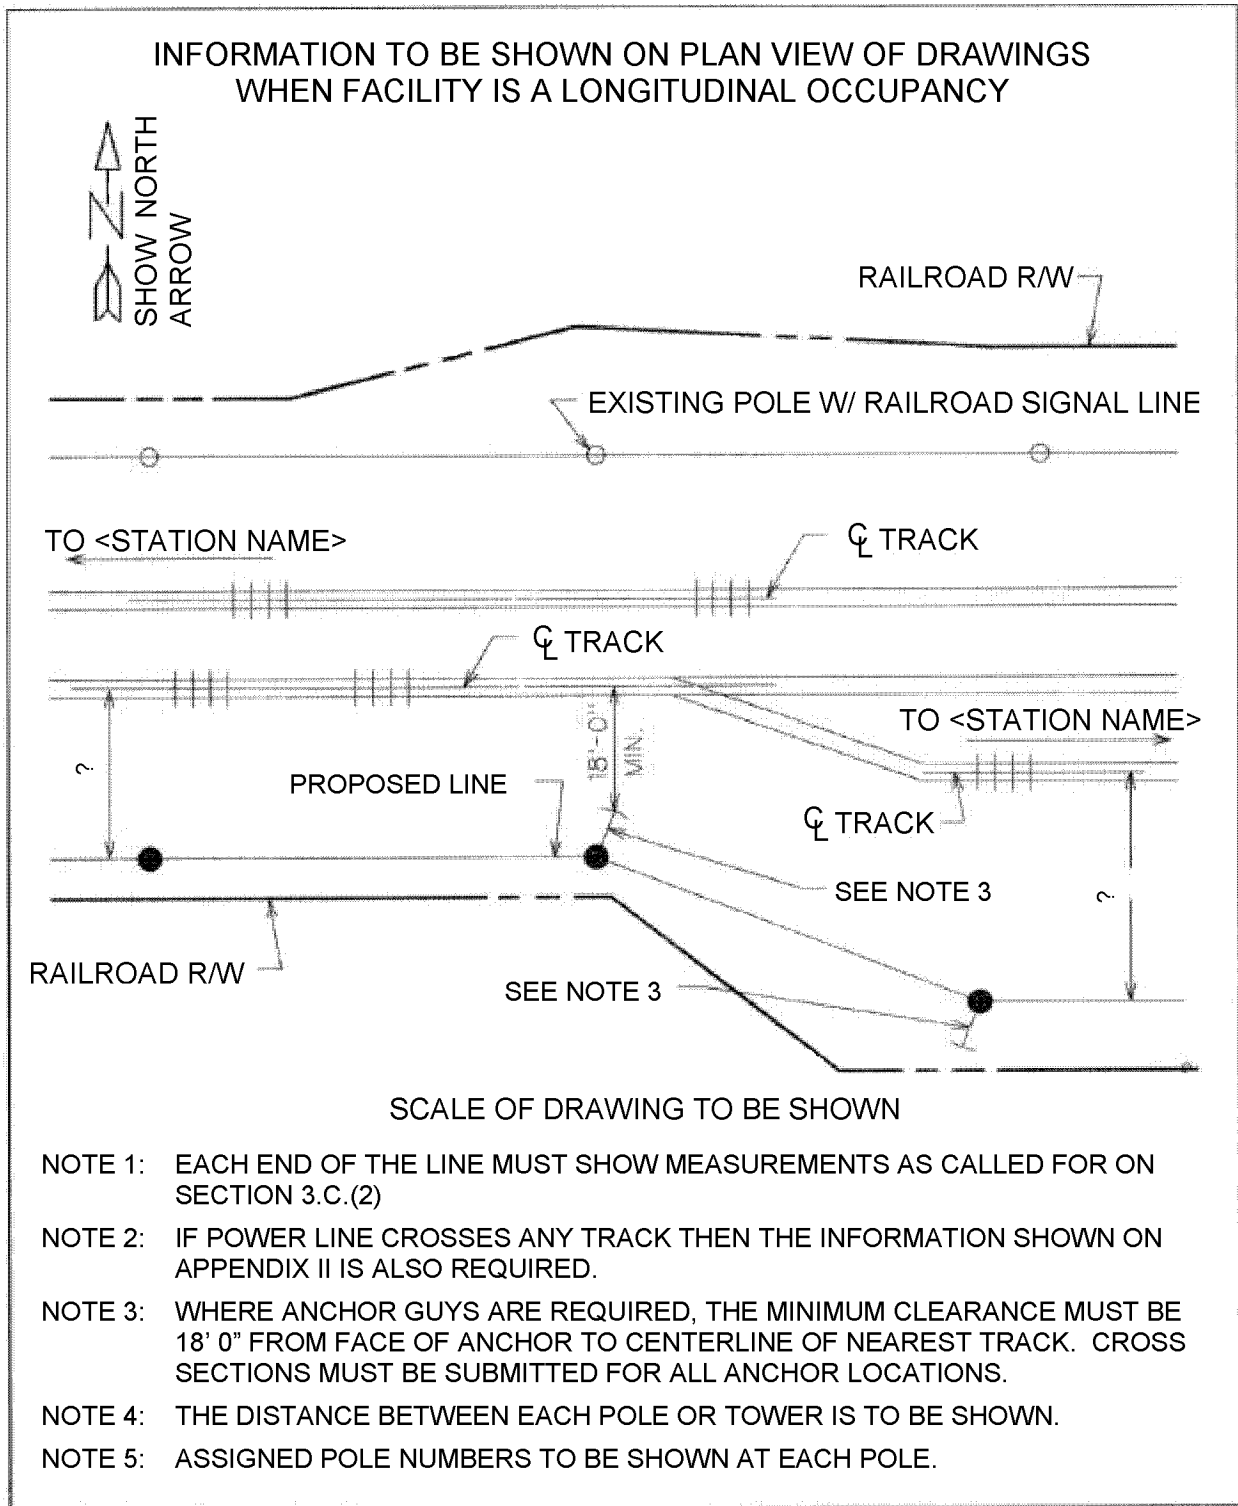 INFORMATION TO BE SHOWN ON PLAN VIEW OF DRAWINGS
WHEN FACILITY IS A LONGITUDINAL OCCUPANCY
N
SHOW NORTH
ARROW
RAILROAD R/W
EXISTING POLE W/ RAILROAD SIGNAL LINE
TO <STATION NAME>
℄ TRACK
℄ TRACK
TO <STATION NAME>
?
15'-0"
MIN.
PROPOSED LINE
℄ TRACK
SEE NOTE 3
?
RAILROAD R/W
SEE NOTE 3
SCALE OF DRAWING TO BE SHOWN
NOTE 1: EACH END OF THE LINE MUST SHOW MEASUREMENTS AS CALLED FOR ON
SECTION 3.C.(2)
NOTE 2: IF POWER LINE CROSSES ANY TRACK THEN THE INFORMATION SHOWN ON
APPENDIX II IS ALSO REQUIRED.
NOTE 3: WHERE ANCHOR GUYS ARE REQUIRED, THE MINIMUM CLEARANCE MUST BE
18' 0" FROM FACE OF ANCHOR TO CENTERLINE OF NEAREST TRACK. CROSS
SECTIONS MUST BE SUBMITTED FOR ALL ANCHOR LOCATIONS.
NOTE 4: THE DISTANCE BETWEEN EACH POLE OR TOWER IS TO BE SHOWN.
NOTE 5: ASSIGNED POLE NUMBERS TO BE SHOWN AT EACH POLE.